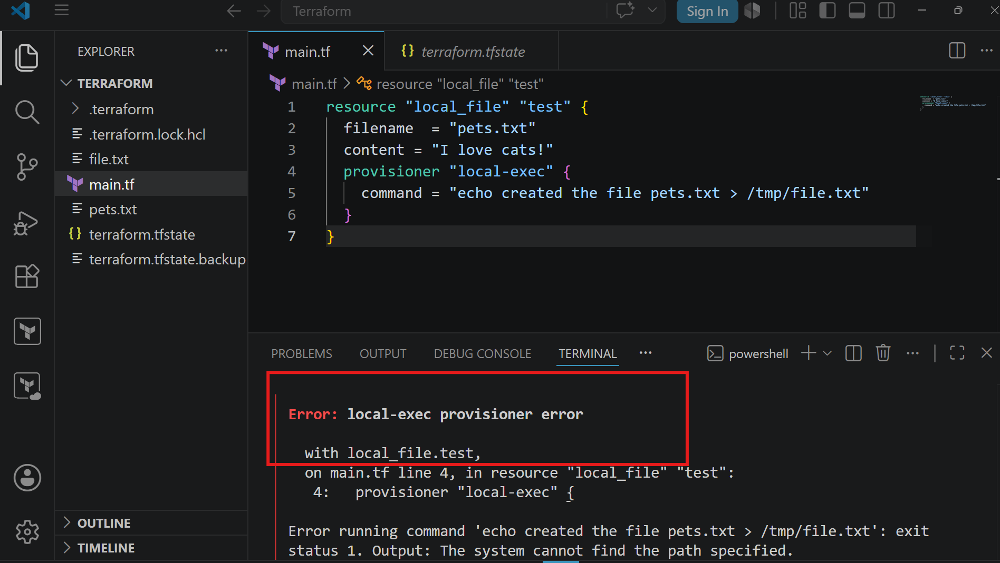 Terraform
Sign In
EXPLORER
TERRAFORM
.terraform
.terraform.lock.hcl
file.txt
main.tf
pets.txt
{} terraform.tfstate
terraform.tfstate.backup
OUTLINE
TIMELINE
main.tf
{} terraform.tfstate
main.tf > resource "local_file" "test"
1 resource "local_file" "test" {
2 filename = "pets.txt"
3 content = "I love cats!"
4 provisioner "local-exec" {
5 command = "echo created the file pets.txt > /tmp/file.txt"
6 }
7 }
PROBLEMS OUTPUT DEBUG CONSOLE TERMINAL ··· powershell
Error: local-exec provisioner error
with local_file.test,
on main.tf line 4, in resource "local_file" "test":
4: provisioner "local-exec" {
Error running command 'echo created the file pets.txt > /tmp/file.txt': exit
status 1. Output: The system cannot find the path specified.